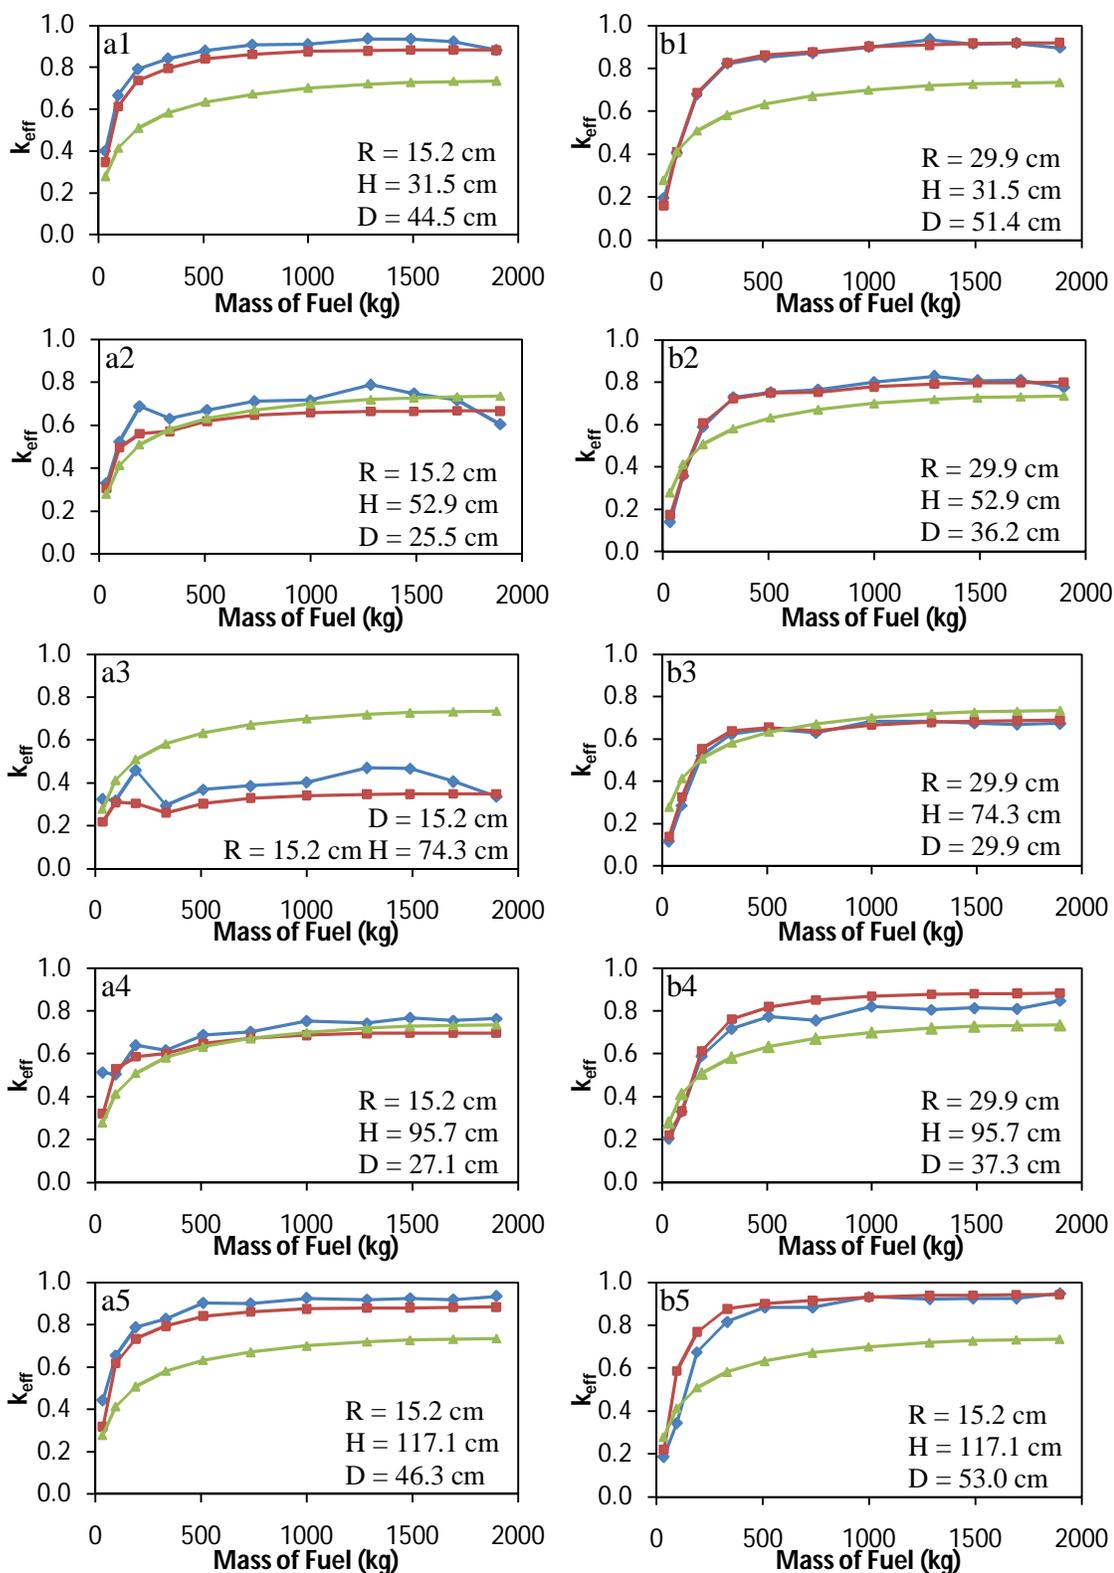 a1
1.0
0.8
0.6
0.4
0.2
0.0
keff
R = 15.2 cm
H = 31.5 cm
D = 44.5 cm
0 500 1000 1500 2000
Mass of Fuel (kg)
b1
1.0
0.8
0.6
0.4
0.2
0.0
keff
R = 29.9 cm
H = 31.5 cm
D = 51.4 cm
0 500 1000 1500 2000
Mass of Fuel (kg)
a2
1.0
0.8
0.6
0.4
0.2
0.0
keff
R = 15.2 cm
H = 52.9 cm
D = 25.5 cm
0 500 1000 1500 2000
Mass of Fuel (kg)
b2
1.0
0.8
0.6
0.4
0.2
0.0
keff
R = 29.9 cm
H = 52.9 cm
D = 36.2 cm
0 500 1000 1500 2000
Mass of Fuel (kg)
a3
1.0
0.8
0.6
0.4
0.2
0.0
keff
D = 15.2 cm
R = 15.2 cm H = 74.3 cm
0 500 1000 1500 2000
Mass of Fuel (kg)
b3
1.0
0.8
0.6
0.4
0.2
0.0
keff
R = 29.9 cm
H = 74.3 cm
D = 29.9 cm
0 500 1000 1500 2000
Mass of Fuel (kg)
a4
1.0
0.8
0.6
0.4
0.2
0.0
keff
R = 15.2 cm
H = 95.7 cm
D = 27.1 cm
0 500 1000 1500 2000
Mass of Fuel (kg)
b4
1.0
0.8
0.6
0.4
0.2
0.0
keff
R = 29.9 cm
H = 95.7 cm
D = 37.3 cm
0 500 1000 1500 2000
Mass of Fuel (kg)
a5
1.0
0.8
0.6
0.4
0.2
0.0
keff
R = 15.2 cm
H = 117.1 cm
D = 46.3 cm
0 500 1000 1500 2000
Mass of Fuel (kg)
b5
1.0
0.8
0.6
0.4
0.2
0.0
keff
R = 15.2 cm
H = 117.1 cm
D = 53.0 cm
0 500 1000 1500 2000
Mass of Fuel (kg)